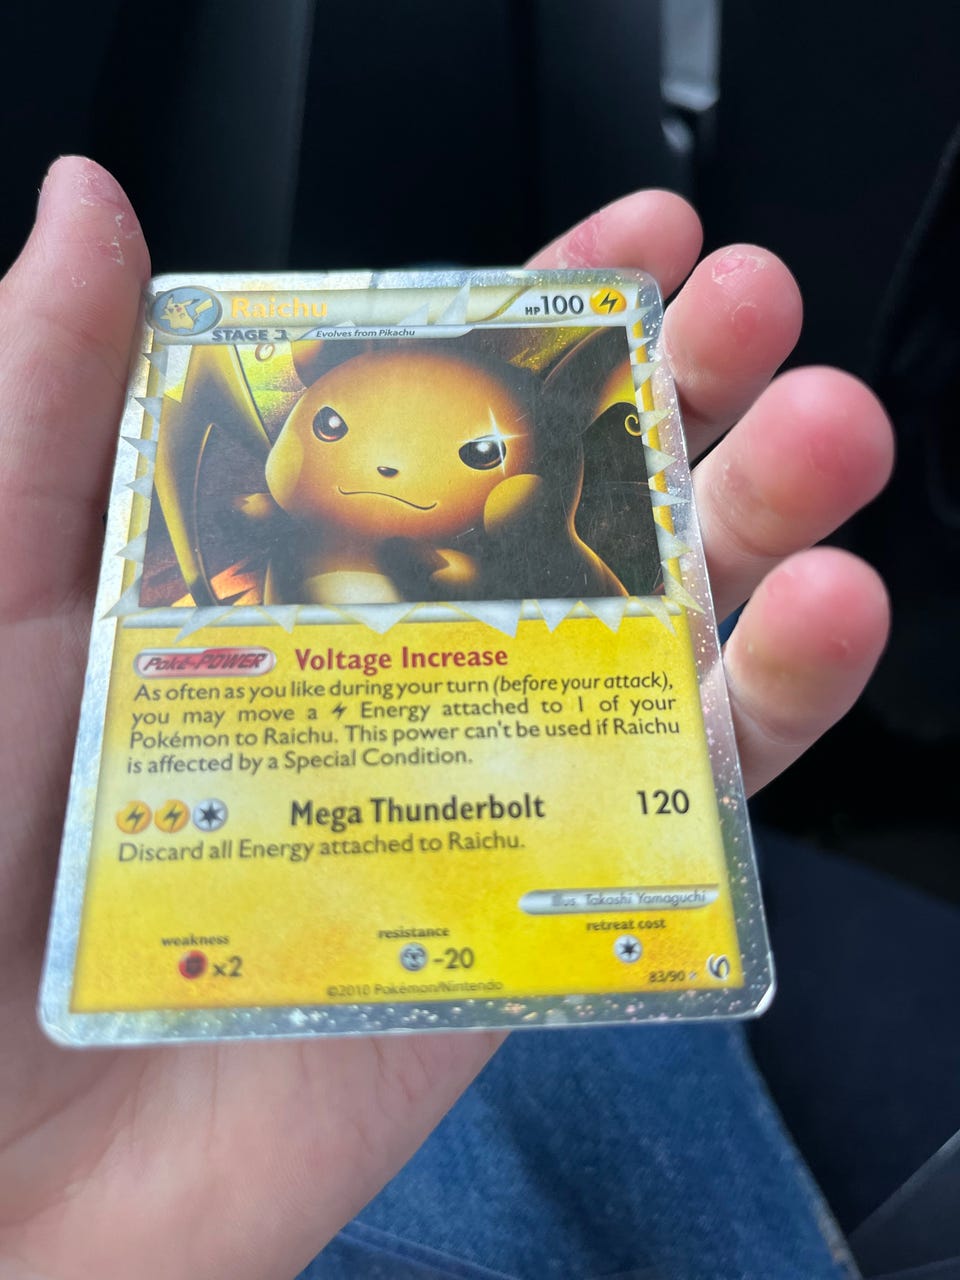 Raichu
HP100
STAGE 1 Evolves from Pikachu
Poké-POWER Voltage Increase
As often as you like during your turn (before your attack),
you may move a Energy attached to 1 of your
Pokémon to Raichu. This power can't be used if Raichu
is affected by a Special Condition.
Mega Thunderbolt 120
Discard all Energy attached to Raichu.
Illus. Takashi Yamaguchi
weakness resistance retreat cost
x2 -20
83/90
©2010 Pokémon/Nintendo